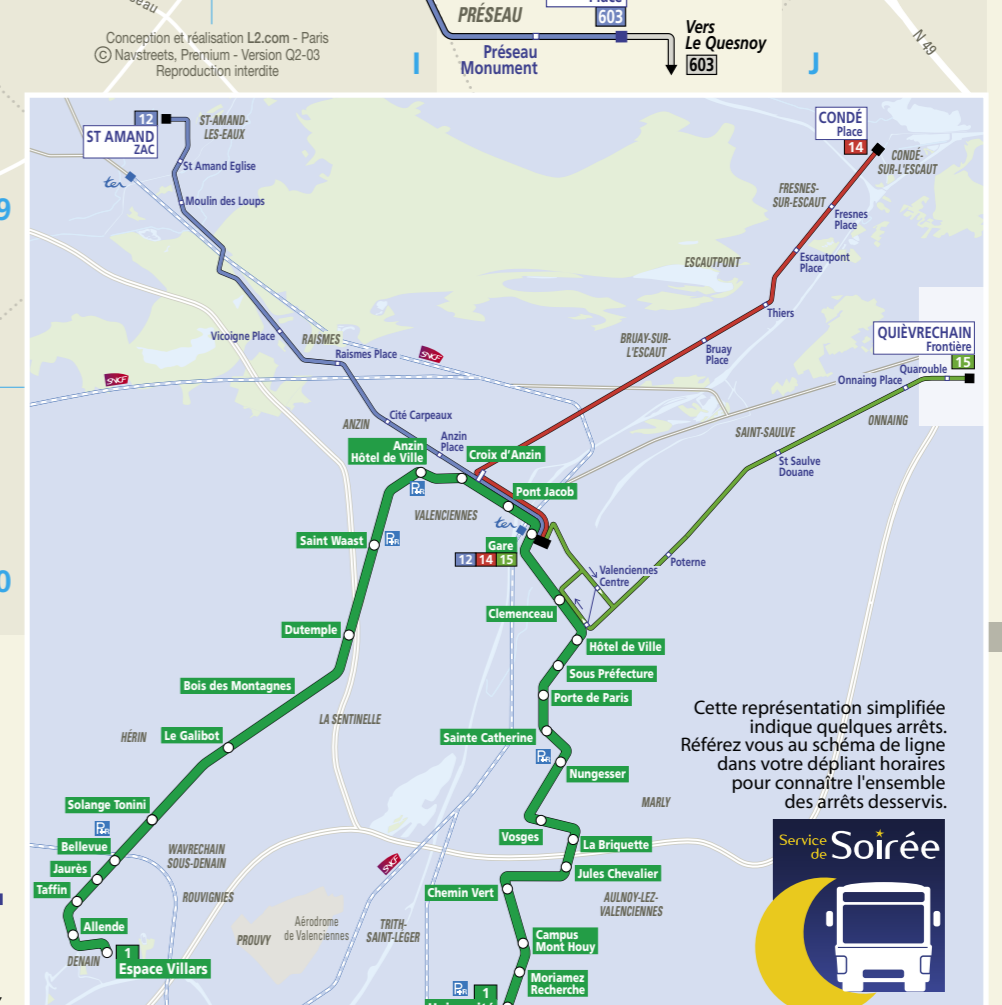 Place
603
PRÉSEAU
Préseau
Monument
Vers
Le Quesnoy
603
N 49
Conception et réalisation L2.com - Paris
© Navstreets, Premium - Version Q2-03
Reproduction interdite
I
J
9
0
12
ST AMAND
ZAC
ST-AMAND-
LES-EAUX
St Amand Eglise
ter
Moulin des Loups
CONDÉ
Place
14
CONDÉ-
SUR-L'ESCAUT
FRESNES-
SUR-ESCAUT
Fresnes
Place
ESCAUTPONT
Escautpont
Place
Thiers
BRUAY-SUR-
L'ESCAUT
Bruay
Place
QUIÈVRECHAIN
Frontière
15
Quarouble
Onnaing Place
ONNAING
SAINT-SAULVE
St Saulve
Douane
Vicoigne Place
RAISMES
Raismes Place
SNCF
SNCF
Cité Carpeaux
ANZIN
Anzin
Place
Anzin
Hôtel de Ville
Croix d'Anzin
P+R
Pont Jacob
VALENCIENNES
ter
Saint Waast
P+R
Gare
12 14 15
Valenciennes
Centre
Poterne
Clemenceau
Dutemple
Hôtel de Ville
Sous Préfecture
Bois des Montagnes
Porte de Paris
LA SENTINELLE
HÉRIN
Le Galibot
Sainte Catherine
P+R
Nungesser
Cette représentation simplifiée
indique quelques arrêts.
Référez vous au schéma de ligne
dans votre dépliant horaires
pour connaître l'ensemble
des arrêts desservis.
Solange Tonini
MARLY
P+R
Bellevue
WAVRECHAIN
SOUS-DENAIN
Vosges
La Briquette
Service
de
Soirée
Jaurès
SNCF
Jules Chevalier
Taffin
ROUVIGNIES
Chemin Vert
AULNOY-LEZ-
VALENCIENNES
Allende
Aérodrome
de Valenciennes
PROUVY
TRITH-
SAINT-LEGER
Campus
Mont Houy
DENAIN
1
Espace Villars
Moriamez
Recherche
P+R
1